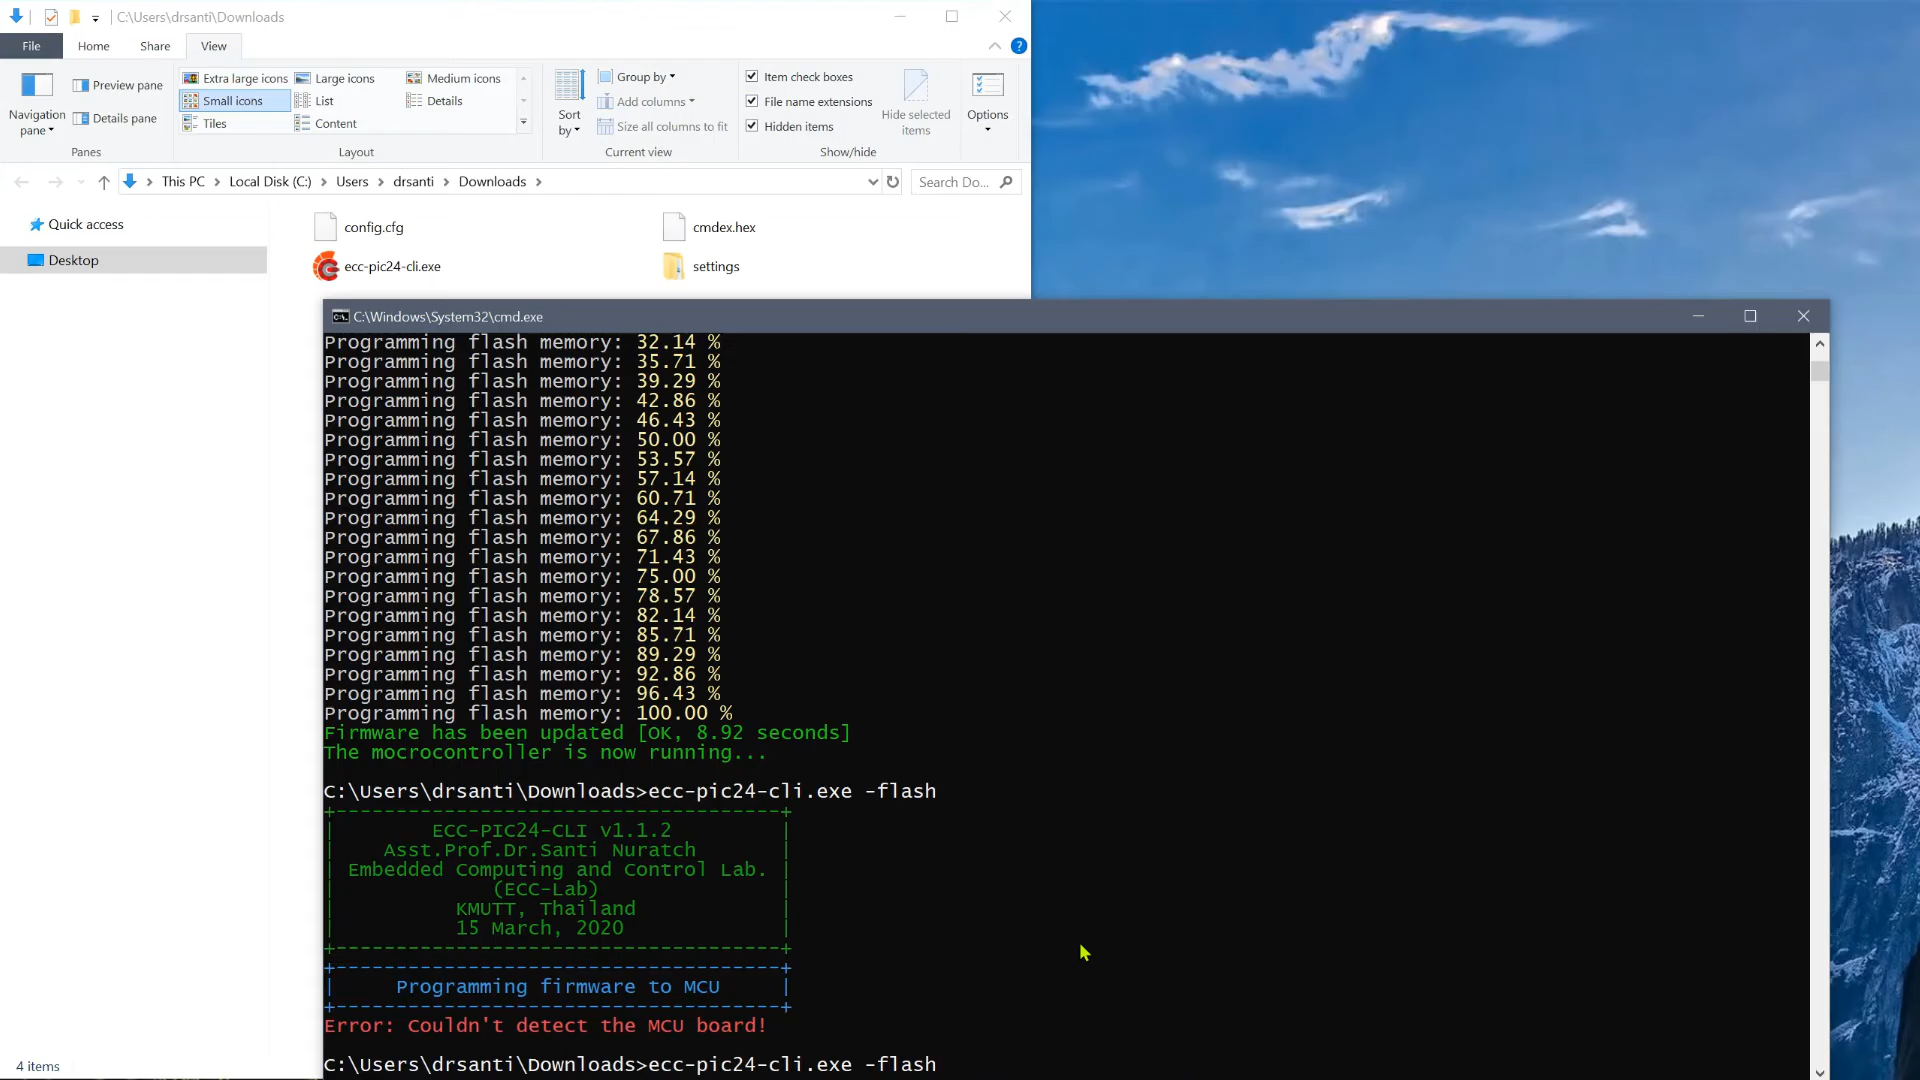 C:\Users\drsanti\Downloads
File Home Share View
Navigation pane
Preview pane
Details pane
Panes
Extra large icons Large icons Medium icons
Small icons List Details
Tiles Content
Layout
Sort by
Group by
Add columns
Size all columns to fit
Current view
Item check boxes
File name extensions
Hidden items
Hide selected items
Show/hide
Options
This PC Local Disk (C:) Users drsanti Downloads
Search Do...
Quick access
Desktop
config.cfg cmdex.hex
ecc-pic24-cli.exe settings
C:\Windows\System32\cmd.exe
Programming flash memory: 32.14 %
Programming flash memory: 35.71 %
Programming flash memory: 39.29 %
Programming flash memory: 42.86 %
Programming flash memory: 46.43 %
Programming flash memory: 50.00 %
Programming flash memory: 53.57 %
Programming flash memory: 57.14 %
Programming flash memory: 60.71 %
Programming flash memory: 64.29 %
Programming flash memory: 67.86 %
Programming flash memory: 71.43 %
Programming flash memory: 75.00 %
Programming flash memory: 78.57 %
Programming flash memory: 82.14 %
Programming flash memory: 85.71 %
Programming flash memory: 89.29 %
Programming flash memory: 92.86 %
Programming flash memory: 96.43 %
Programming flash memory: 100.00 %
Firmware has been updated [OK, 8.92 seconds]
The mocrocontroller is now running...
C:\Users\drsanti\Downloads>ecc-pic24-cli.exe -flash
ECC-PIC24-CLI v1.1.2
Asst.Prof.Dr.Santi Nuratch
Embedded Computing and Control Lab.
(ECC-Lab)
KMUTT, Thailand
15 March, 2020
Programming firmware to MCU
Error: Couldn't detect the MCU board!
C:\Users\drsanti\Downloads>ecc-pic24-cli.exe -flash
4 items